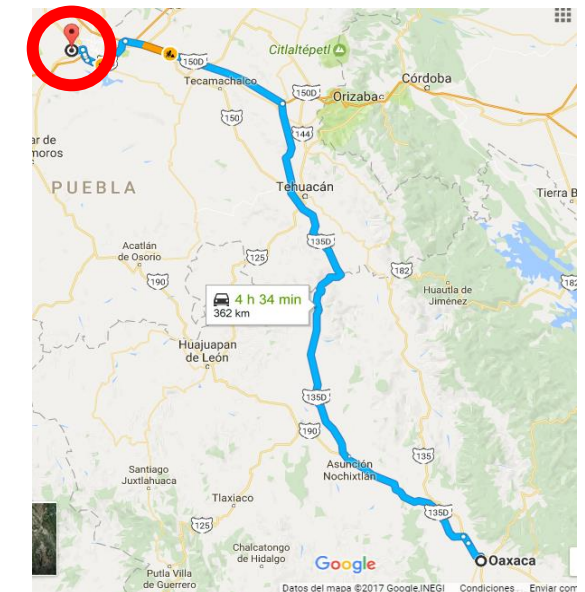 Citlaltépetl
150D
Tecamachalco
Córdoba
150D
Orizaba
150
144
ar de
moros
PUEBLA
Tehuacán
Tierra B
135D
Acatlán
de Osorio
125
182
190
182
Huautla de
Jiménez
4 h 34 min
362 km
Huajuapan
de León
135D
190
Asunción
Nochixtlán
135
Santiago
Juxtlahuaca
Tlaxiaco
135D
125
Chalcatongo
de Hidalgo
Google
Oaxaca
Putla Villa
de Guerrero
Datos del mapa ©2017 Google, INEGI Condiciones Enviar com